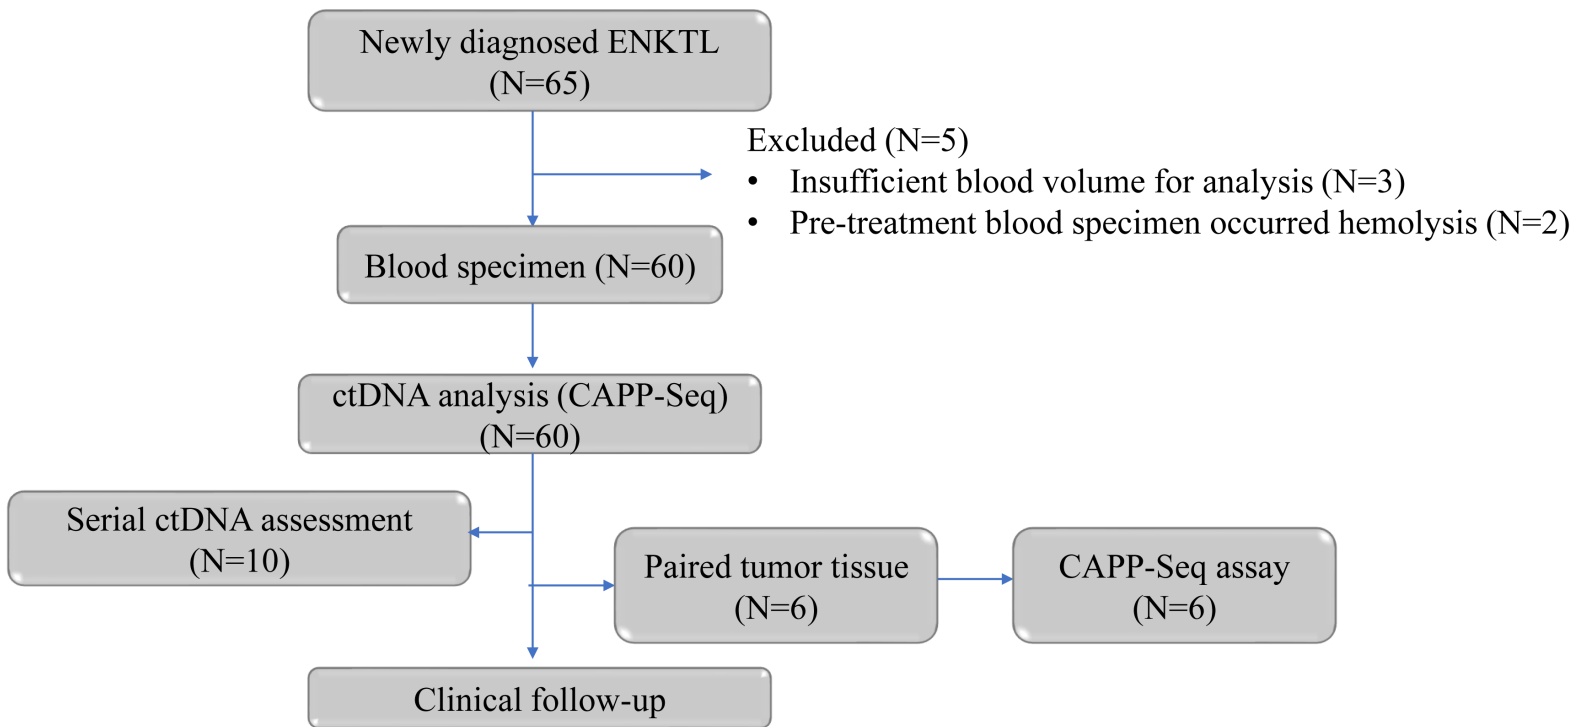 Newly diagnosed ENKTL
(N=65)
Excluded (N=5)
• Insufficient blood volume for analysis (N=3)
• Pre-treatment blood specimen occurred hemolysis (N=2)
Blood specimen (N=60)
ctDNA analysis (CAPP-Seq)
(N=60)
Serial ctDNA assessment
(N=10)
Paired tumor tissue
(N=6)
CAPP-Seq assay
(N=6)
Clinical follow-up